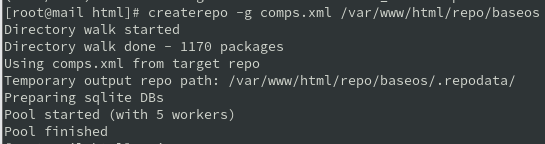 [root@mail html]# createrepo -g comps.xml /var/www/html/repo/baseos
Directory walk started
Directory walk done - 1170 packages
Using comps.xml from target repo
Temporary output repo path: /var/www/html/repo/baseos/.repodata/
Preparing sqlite DBs
Pool started (with 5 workers)
Pool finished